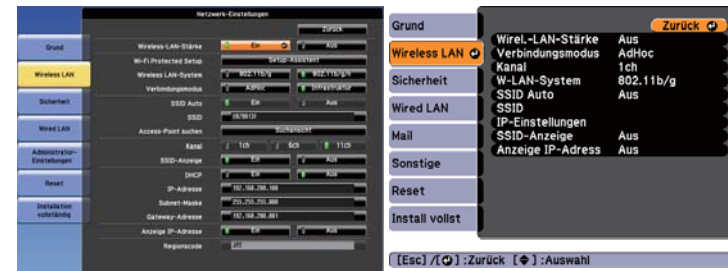 Netzwerk-Einstellungen
Zurück
Grund
Wireless LAN
Sicherheit
Wired LAN
Administrator-
Einstellungen
Reset
Installation
vollständig
Wireless-LAN-Stärke Ein Aus
Wi-Fi Protected Setup Setup-Assistent
Wireless LAN-System 802.11b/g 802.11b/g/n
Verbindungsmodus AdHoc Infrastruktur
SSID Auto Ein Aus
SSID
Access-Point suchen Suchansicht
Kanal 1ch 6ch 11ch
SSID-Anzeige Ein Aus
DHCP Ein Aus
IP-Adresse
Subnet-Maske
Gateway-Adresse
Anzeige IP-Adresse Ein Aus
Regionscode
Grund
Wireless LAN
Sicherheit
Wired LAN
Mail
Sonstige
Reset
Install vollst
Zurück
Wirel.-LAN-Stärke Aus
Verbindungsmodus AdHoc
Kanal 1ch
W-LAN-System 802.11b/g
SSID Auto Aus
SSID
IP-Einstellungen
SSID-Anzeige Aus
Anzeige IP-Adress Aus
[Esc] /[ ] :Zurück [ ] :Auswahl